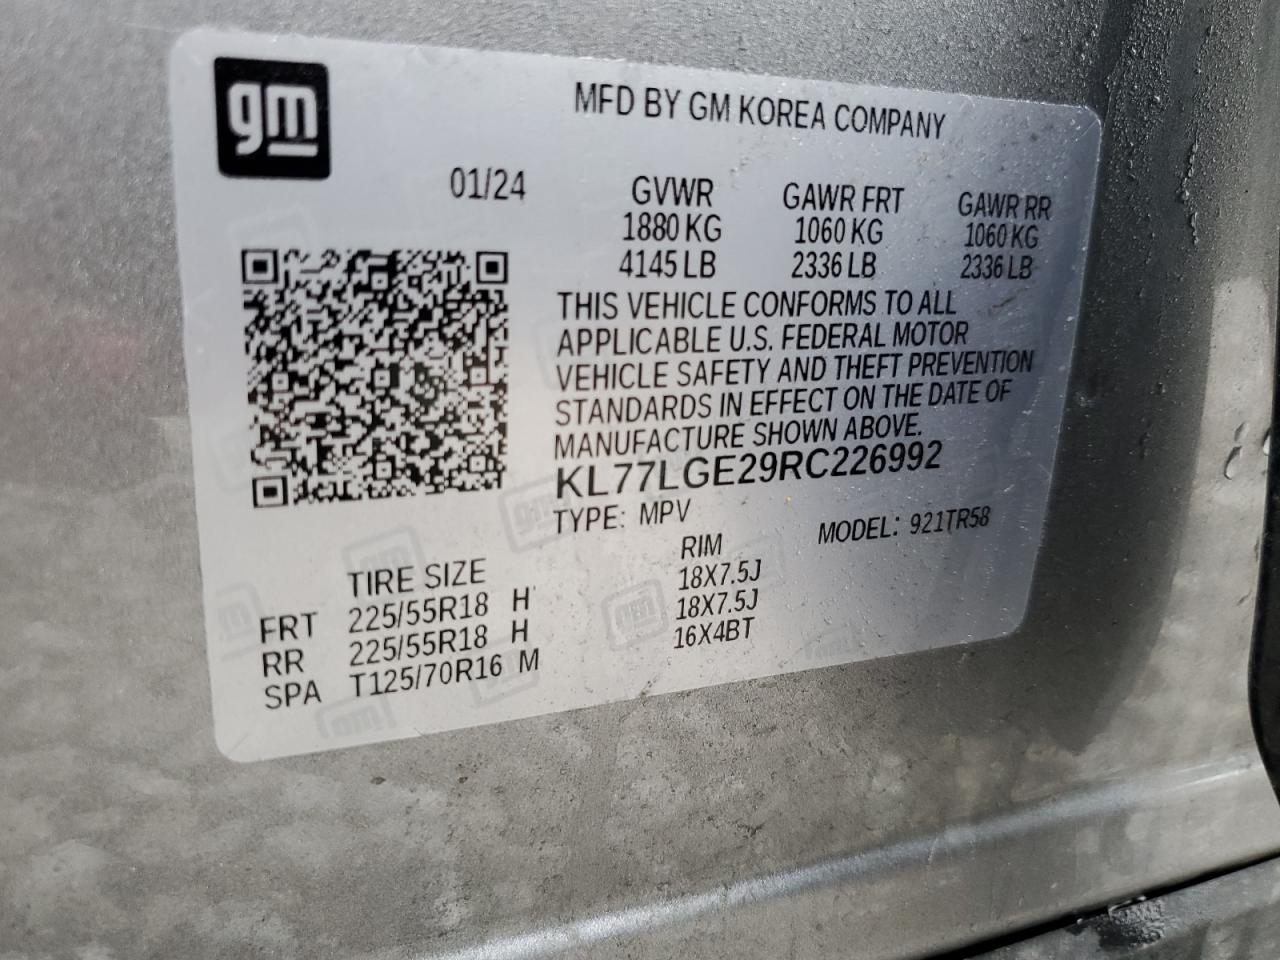 gm
MFD BY GM KOREA COMPANY
01/24
GVWR GAWR FRT GAWR RR
1880 KG 1060 KG 1060 KG
4145 LB 2336 LB 2336 LB
THIS VEHICLE CONFORMS TO ALL
APPLICABLE U.S. FEDERAL MOTOR
VEHICLE SAFETY AND THEFT PREVENTION
STANDARDS IN EFFECT ON THE DATE OF
MANUFACTURE SHOWN ABOVE.
KL77LGE29RC226992
TYPE: MPV MODEL: 921TR58
TIRE SIZE RIM
FRT 225/55R18 H 18X7.5J
RR 225/55R18 H 18X7.5J
SPA T125/70R16 M 16X4BT